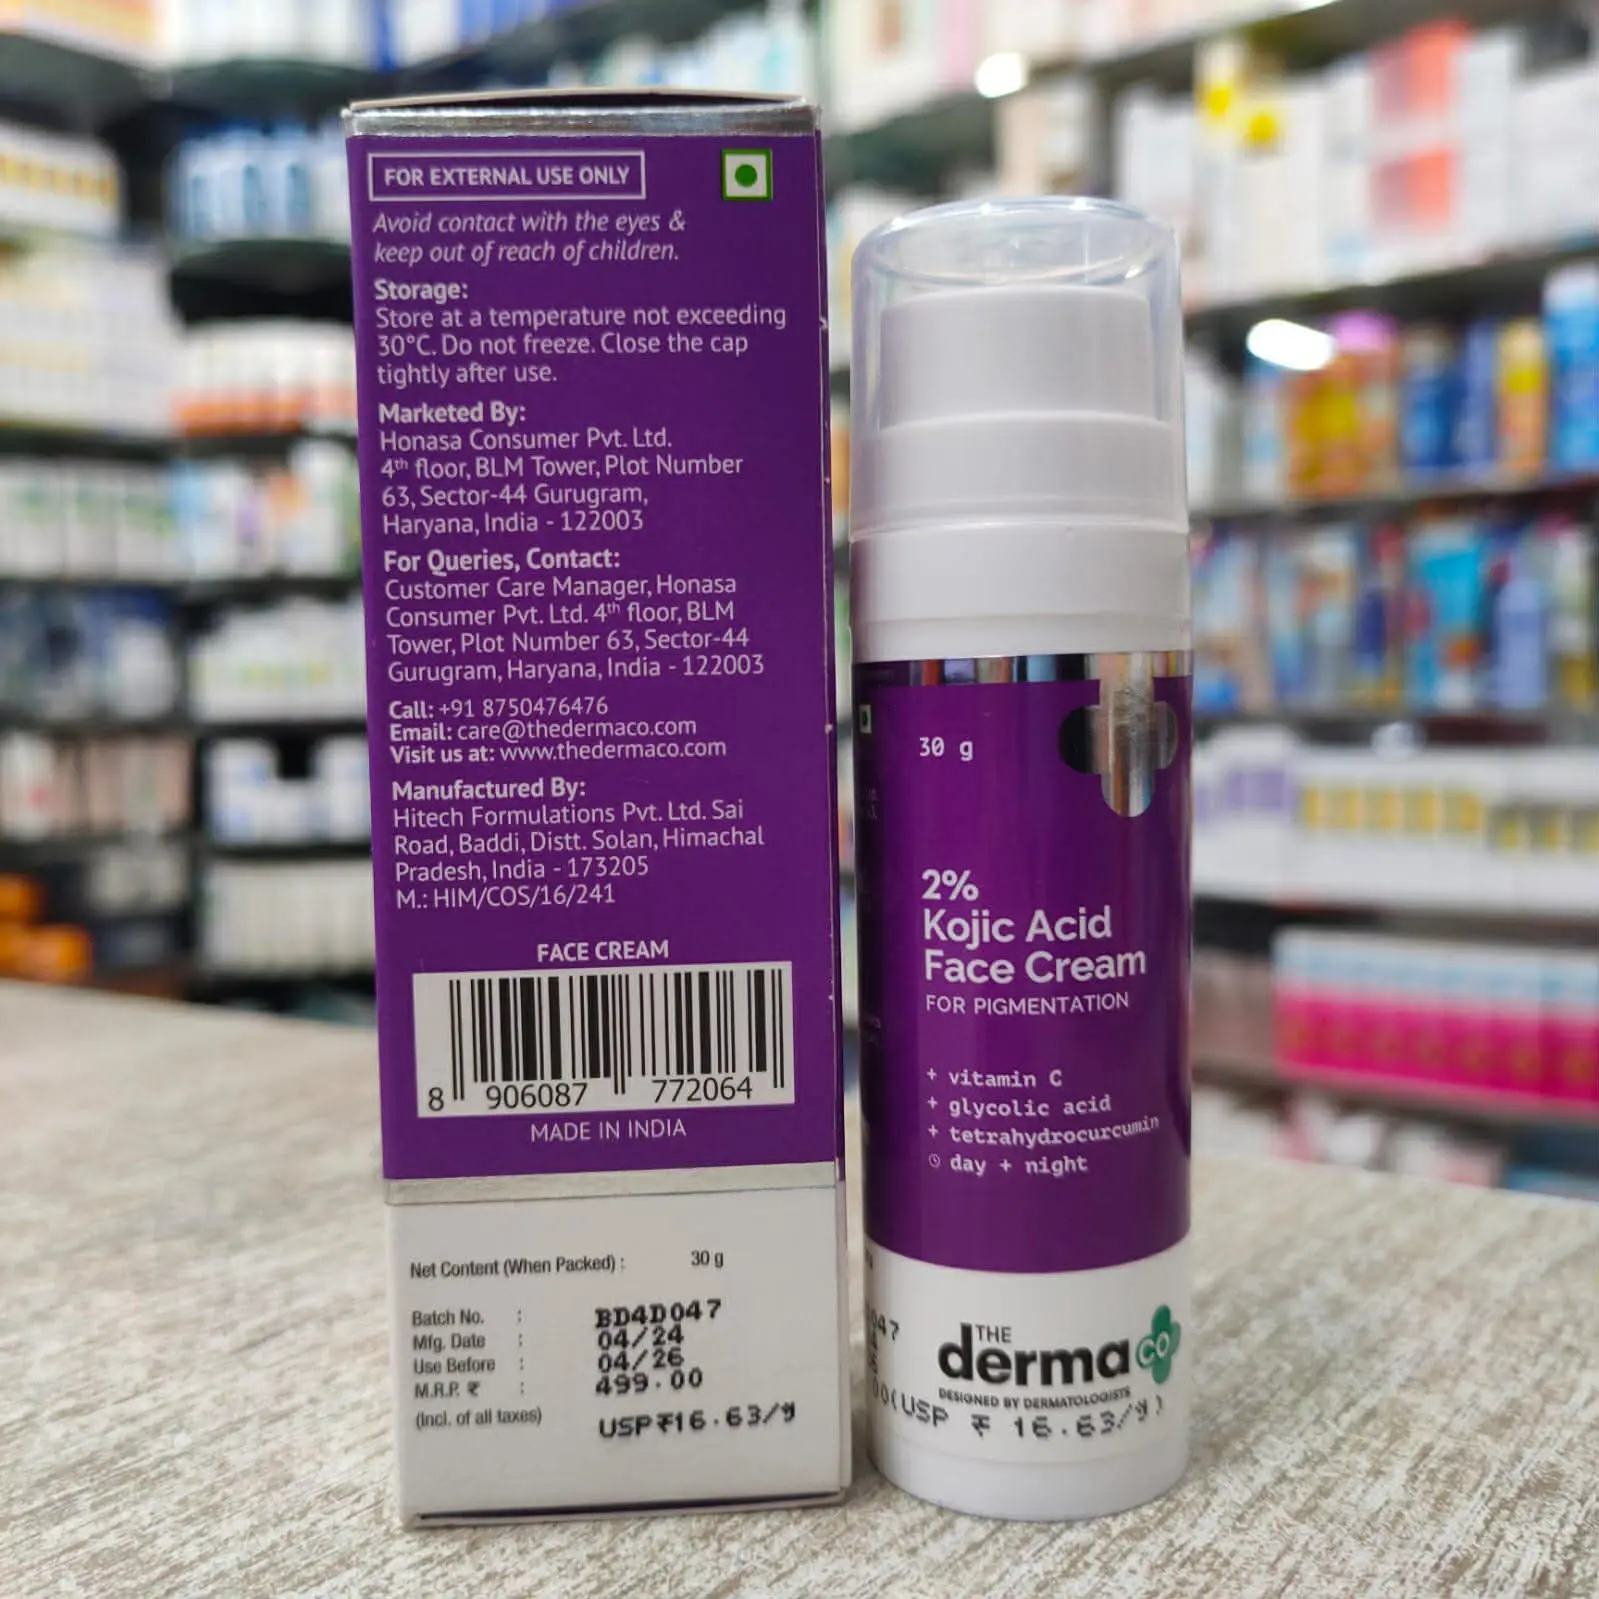 FOR EXTERNAL USE ONLY
Avoid contact with the eyes &
keep out of reach of children.
Storage:
Store at a temperature not exceeding
30°C. Do not freeze. Close the cap
tightly after use.
Marketed By:
Honasa Consumer Pvt. Ltd.
4th floor, BLM Tower, Plot Number
63, Sector-44 Gurugram,
Haryana, India - 122003
For Queries, Contact:
Customer Care Manager, Honasa
Consumer Pvt. Ltd. 4th floor, BLM
Tower, Plot Number 63, Sector-44
Gurugram, Haryana, India - 122003
Call: +91 8750476476
Email: care@thedermaco.com
Visit us at: www.thedermaco.com
Manufactured By:
Hitech Formulations Pvt. Ltd. Sai
Road, Baddi, Distt. Solan, Himachal
Pradesh, India - 173205
M.: HIM/COS/16/241
FACE CREAM
8 906087 772064
MADE IN INDIA
Net Content (When Packed) : 30 g
Batch No. : BD4D047
Mfg. Date : 04/24
Use Before : 04/26
M.R.P. ₹ : 499.00
(Incl. of all taxes) USP ₹16.63/g
30 g
2%
Kojic Acid
Face Cream
FOR PIGMENTATION
+ vitamin C
+ glycolic acid
+ tetrahydrocurcumin
day + night
THE
derma co
DESIGNED BY DERMATOLOGISTS
00(USP ₹ 16.63/g)